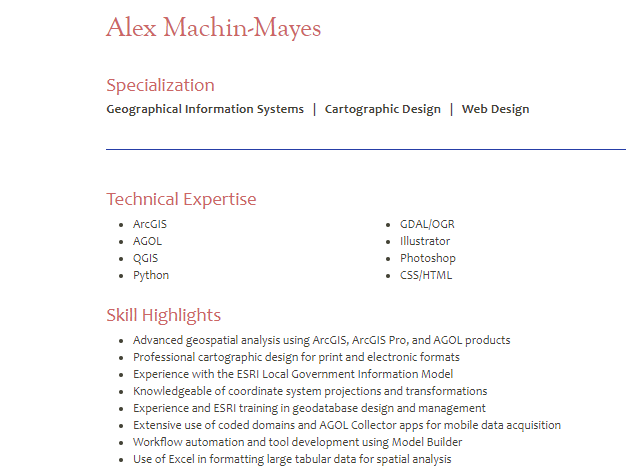 Alex Machin-Mayes
Specialization
Geographical Information Systems | Cartographic Design | Web Design
Technical Expertise
• ArcGIS
• AGOL
• QGIS
• Python
• GDAL/OGR
• Illustrator
• Photoshop
• CSS/HTML
Skill Highlights
• Advanced geospatial analysis using ArcGIS, ArcGIS Pro, and AGOL products
• Professional cartographic design for print and electronic formats
• Experience with the ESRI Local Government Information Model
• Knowledgeable of coordinate system projections and transformations
• Experience and ESRI training in geodatabase design and management
• Extensive use of coded domains and AGOL Collector apps for mobile data acquisition
• Workflow automation and tool development using Model Builder
• Use of Excel in formatting large tabular data for spatial analysis